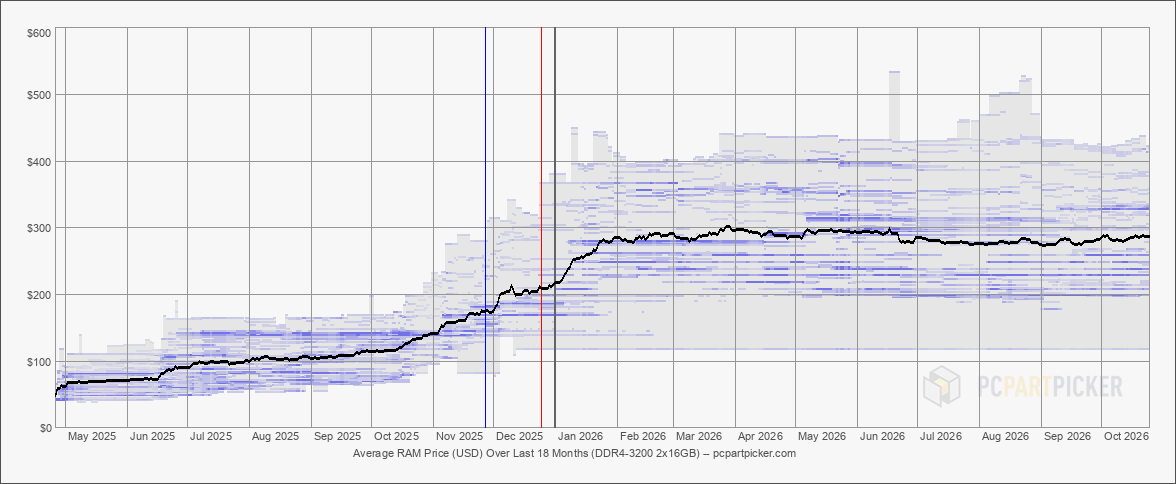 $600
$500
$400
$300
$200
$100
$0
May 2025 Jun 2025 Jul 2025 Aug 2025 Sep 2025 Oct 2025 Nov 2025 Dec 2025 Jan 2026 Feb 2026 Mar 2026 Apr 2026 May 2026 Jun 2026 Jul 2026 Aug 2026 Sep 2026 Oct 2026
Average RAM Price (USD) Over Last 18 Months (DDR4-3200 2x16GB) -- pcpartpicker.com
PCPARTPICKER